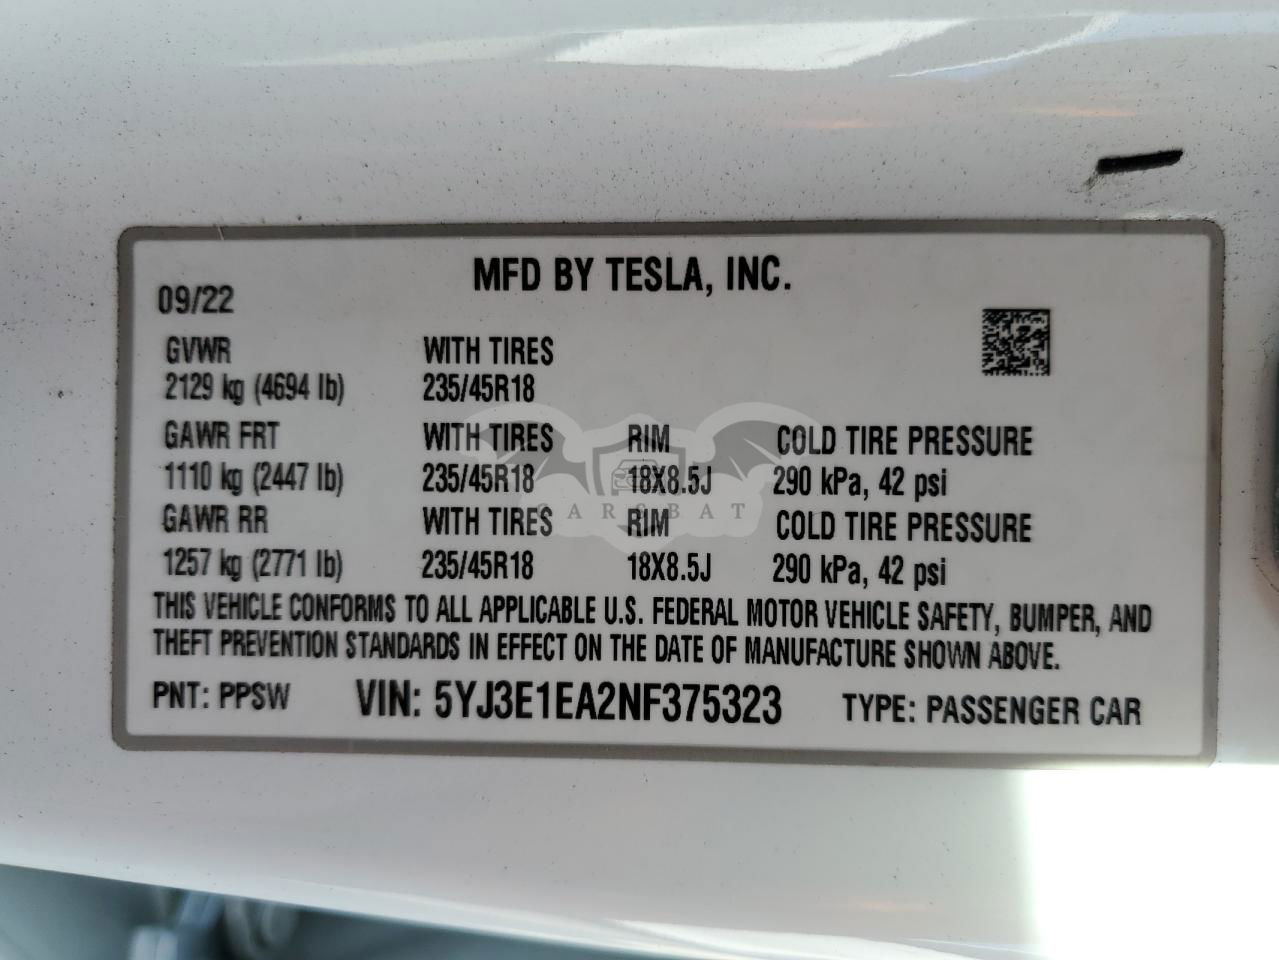 MFD BY TESLA, INC.
09/22
GVWR WITH TIRES
2129 kg (4694 lb) 235/45R18
GAWR FRT WITH TIRES RIM COLD TIRE PRESSURE
1110 kg (2447 lb) 235/45R18 18X8.5J 290 kPa, 42 psi
CARSBAT
GAWR RR WITH TIRES RIM COLD TIRE PRESSURE
1257 kg (2771 lb) 235/45R18 18X8.5J 290 kPa, 42 psi
THIS VEHICLE CONFORMS TO ALL APPLICABLE U.S. FEDERAL MOTOR VEHICLE SAFETY, BUMPER, AND
THEFT PREVENTION STANDARDS IN EFFECT ON THE DATE OF MANUFACTURE SHOWN ABOVE.
PNT: PPSW VIN: 5YJ3E1EA2NF375323 TYPE: PASSENGER CAR